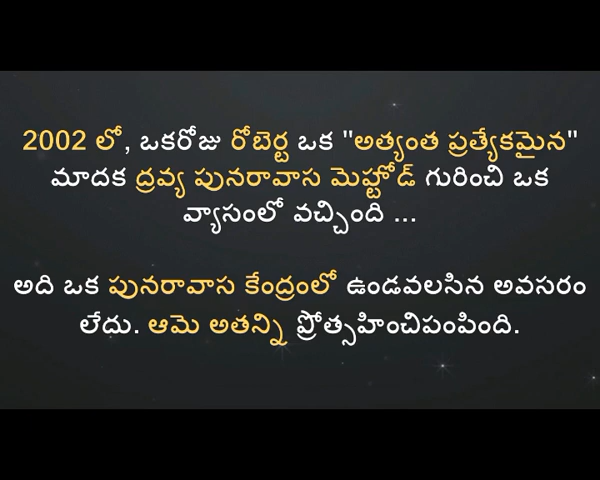 2002 లో, ఒకరోజు రోబెర్ట ఒక "అత్యంత ప్రత్యేకమైన"
మాదక ద్రవ్య పునరావాస మెహ్టోడ్ గురించి ఒక
వ్యాసంలో వచ్చింది ...
అది ఒక పునరావాస కేంద్రంలో ఉండవలసిన అవసరం
లేదు. ఆమె అతన్ని ప్రోత్సహించిపంపింది.